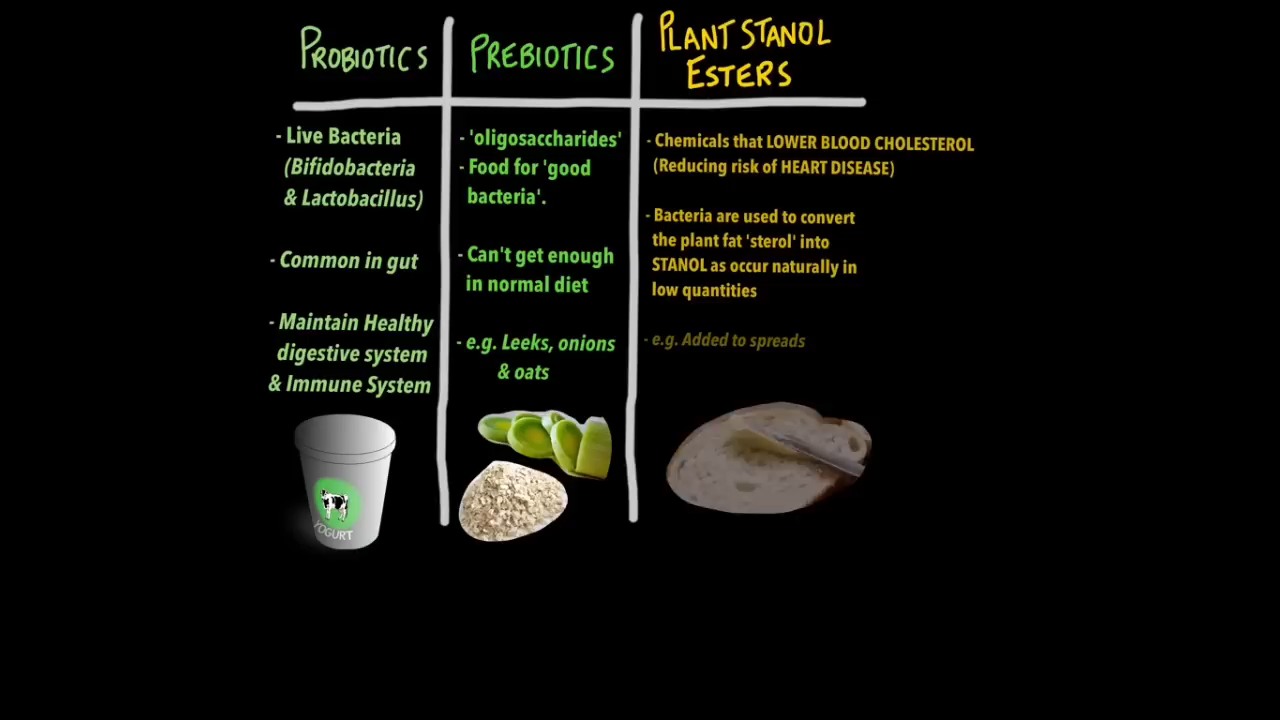 PROBIOTICS
- Live Bacteria
(Bifidobacteria
& Lactobacillus)
- Common in gut
- Maintain Healthy
digestive system
& Immune System
YOGURT
PREBIOTICS
- 'oligosaccharides'
- Food for 'good
bacteria'.
- Can't get enough
in normal diet
- e.g. Leeks, onions
& oats
PLANT STANOL
ESTERS
- Chemicals that LOWER BLOOD CHOLESTEROL
(Reducing risk of HEART DISEASE)
- Bacteria are used to convert
the plant fat 'sterol' into
STANOL as occur naturally in
low quantities
- e.g. Added to spreads